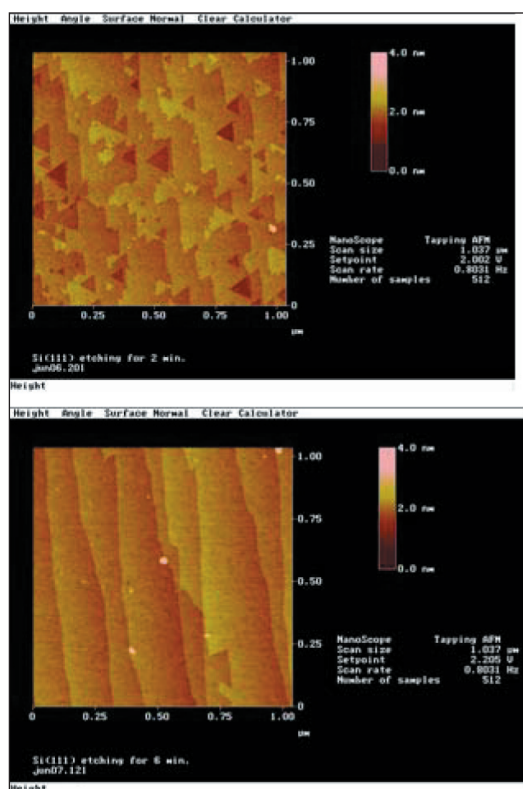 Height Angle Surface Normal Clear Calculator
4.0 nm
2.0 nm
0.0 nm
1.00
0.75
0.50
0.25
0
0 0.25 0.50 0.75 1.00
µm
NanoScope Tapping AFM
Scan size 1.037 µm
Setpoint 2.002 V
Scan rate 0.8031 Hz
Number of samples 512
Si(111) etching for 2 min.
jun06.201
Height
Height Angle Surface Normal Clear Calculator
4.0 nm
2.0 nm
0.0 nm
1.00
0.75
0.50
0.25
0
0 0.25 0.50 0.75 1.00
µm
NanoScope Tapping AFM
Scan size 1.037 µm
Setpoint 2.205 V
Scan rate 0.8031 Hz
Number of samples 512
Si(111) etching for 6 min.
jun07.121
Height